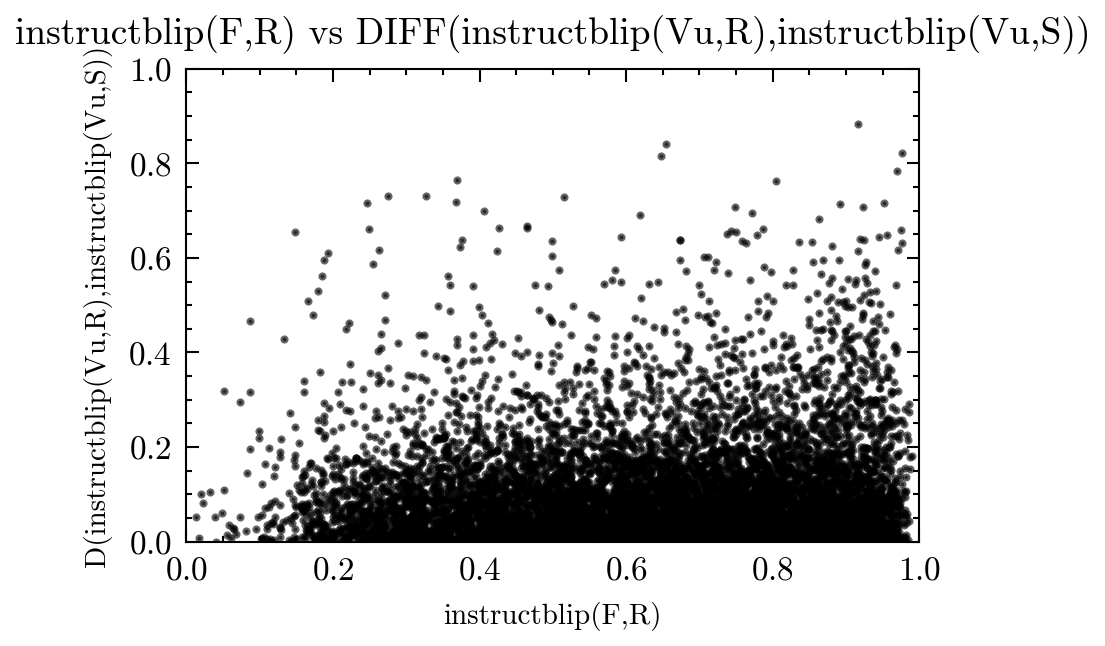 instructblip(F,R) vs DIFF(instructblip(Vu,R),instructblip(Vu,S))
D(instructblip(Vu,R),instructblip(Vu,S))
1.0
0.8
0.6
0.4
0.2
0.0
0.0 0.2 0.4 0.6 0.8 1.0
instructblip(F,R)